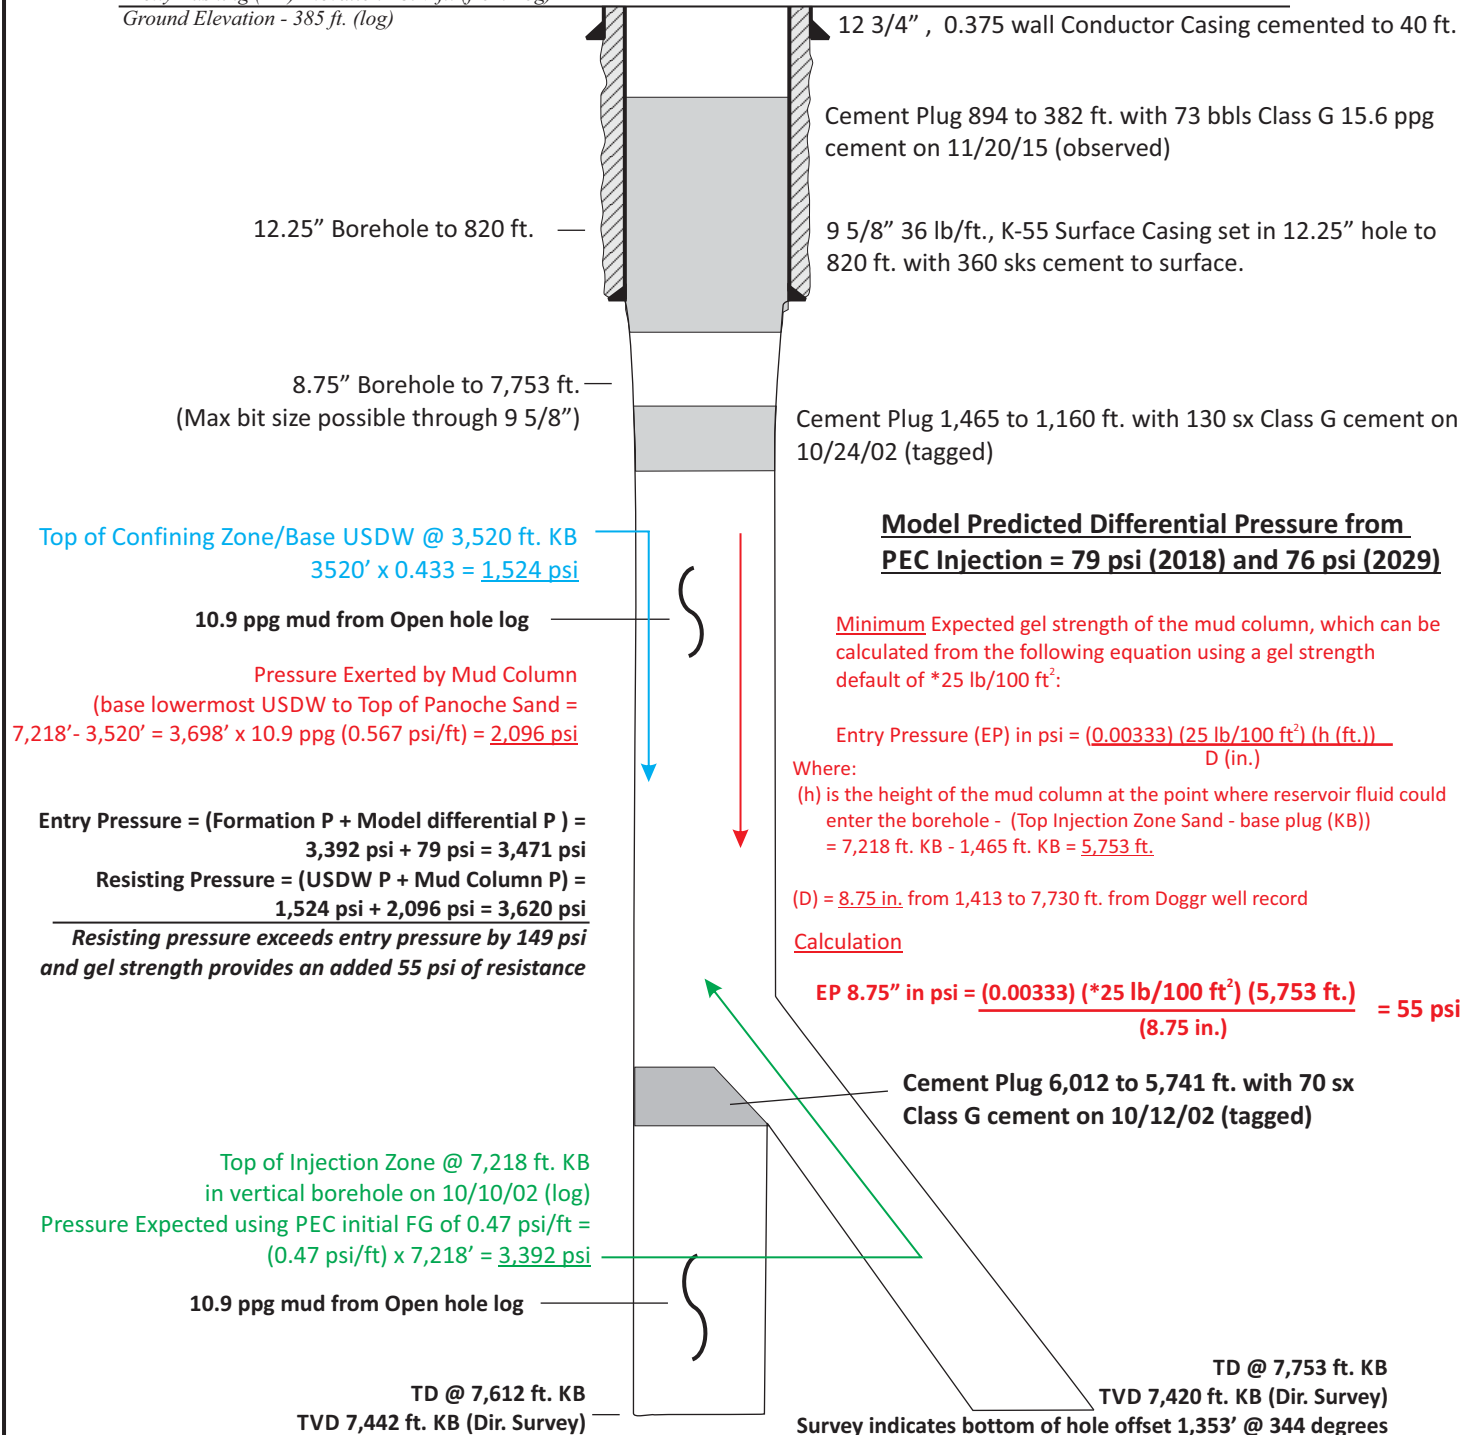 Ground Elevation - 385 ft. (log)
12 3/4” , 0.375 wall Conductor Casing cemented to 40 ft.
Cement Plug 894 to 382 ft. with 73 bbls Class G 15.6 ppg
cement on 11/20/15 (observed)
12.25” Borehole to 820 ft.
9 5/8” 36 lb/ft., K-55 Surface Casing set in 12.25” hole to
820 ft. with 360 sks cement to surface.
8.75” Borehole to 7,753 ft.
(Max bit size possible through 9 5/8”)
Cement Plug 1,465 to 1,160 ft. with 130 sx Class G cement on
10/24/02 (tagged)
Top of Confining Zone/Base USDW @ 3,520 ft. KB
3520’ x 0.433 = 1,524 psi
Model Predicted Differential Pressure from
PEC Injection = 79 psi (2018) and 76 psi (2029)
10.9 ppg mud from Open hole log
Minimum Expected gel strength of the mud column, which can be
calculated from the following equation using a gel strength
default of *25 lb/100 ft²:
Pressure Exerted by Mud Column
(base lowermost USDW to Top of Panoche Sand =
7,218’- 3,520’ = 3,698’ x 10.9 ppg (0.567 psi/ft) = 2,096 psi
Entry Pressure (EP) in psi = (0.00333) (25 lb/100 ft²) (h (ft.))
D (in.)
Where:
(h) is the height of the mud column at the point where reservoir fluid could
enter the borehole - (Top Injection Zone Sand - base plug (KB))
= 7,218 ft. KB - 1,465 ft. KB = 5,753 ft.
Entry Pressure = (Formation P + Model differential P ) =
3,392 psi + 79 psi = 3,471 psi
Resisting Pressure = (USDW P + Mud Column P) =
1,524 psi + 2,096 psi = 3,620 psi
Resisting pressure exceeds entry pressure by 149 psi
and gel strength provides an added 55 psi of resistance
(D) = 8.75 in. from 1,413 to 7,730 ft. from Doggr well record
Calculation
EP 8.75” in psi = (0.00333) (*25 lb/100 ft²) (5,753 ft.) = 55 psi
(8.75 in.)
Cement Plug 6,012 to 5,741 ft. with 70 sx
Class G cement on 10/12/02 (tagged)
Top of Injection Zone @ 7,218 ft. KB
in vertical borehole on 10/10/02 (log)
Pressure Expected using PEC initial FG of 0.47 psi/ft =
(0.47 psi/ft) x 7,218’ = 3,392 psi
10.9 ppg mud from Open hole log
TD @ 7,612 ft. KB
TVD 7,442 ft. KB (Dir. Survey)
TD @ 7,753 ft. KB
TVD 7,420 ft. KB (Dir. Survey)
Survey indicates bottom of hole offset 1,353’ @ 344 degrees